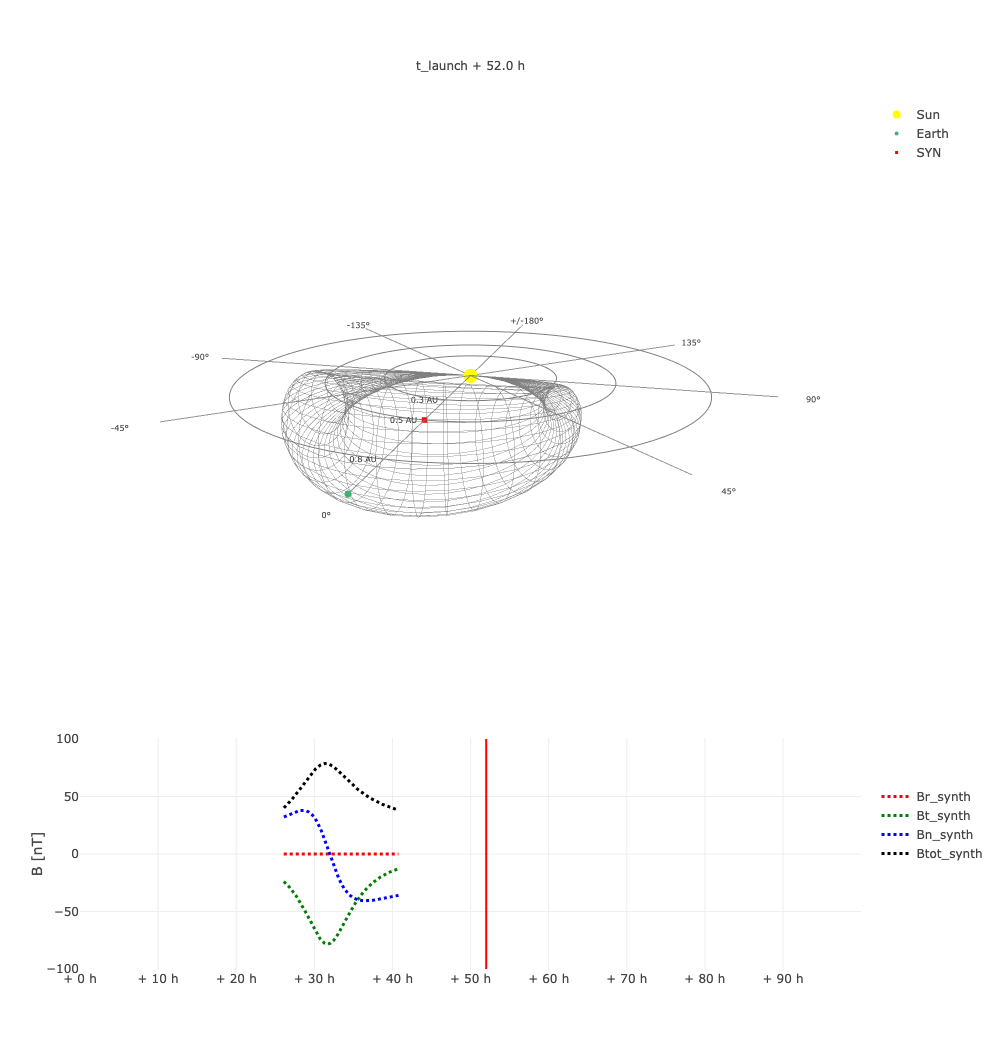 t_launch + 52.0 h
Sun
Earth
SYN
+/-180°
-135°
135°
-90°
90°
0.3 AU
0.5 AU
-45°
0.8 AU
45°
0°
100
50
0
−50
−100
B [nT]
+ 0 h
+ 10 h
+ 20 h
+ 30 h
+ 40 h
+ 50 h
+ 60 h
+ 70 h
+ 80 h
+ 90 h
Br_synth
Bt_synth
Bn_synth
Btot_synth